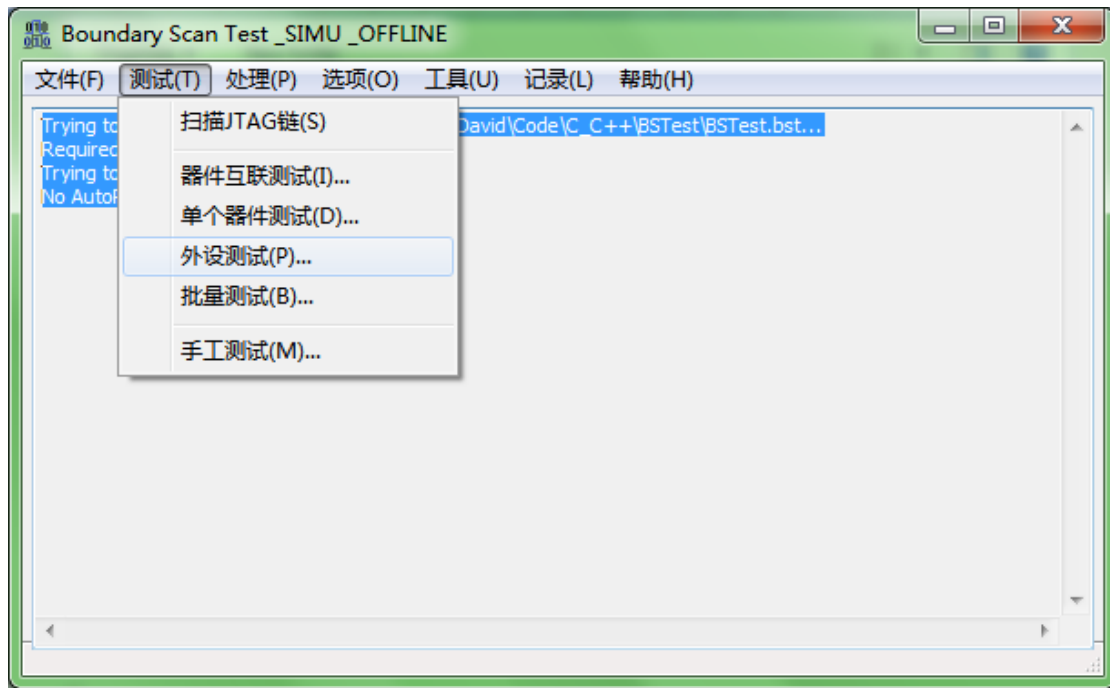 Boundary Scan Test _SIMU _OFFLINE
文件(F) 测试(T) 处理(P) 选项(O) 工具(U) 记录(L) 帮助(H)
Trying to David\Code\C_C++\BSTest\BSTest.bst...
Required
Trying to
No
扫描JTAG链(S)
器件互联测试(I)...
单个器件测试(D)...
外设测试(P)...
批量测试(B)...
手工测试(M)...